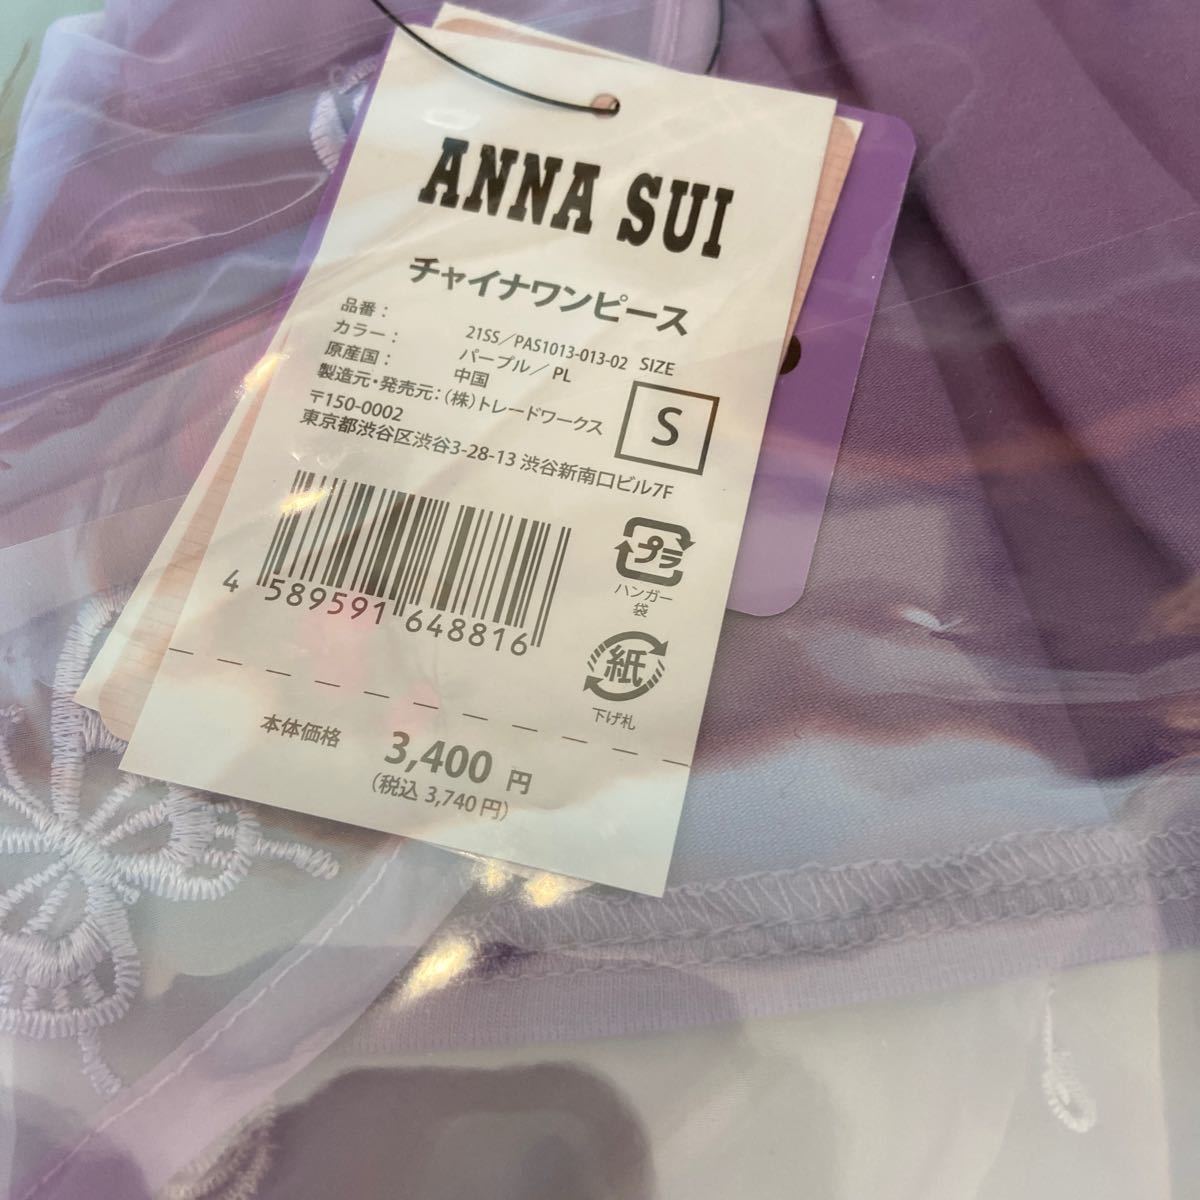 ANNA SUI
チャイナワンピース
品番： 21SS／PAS1013-013-02
カラー： パープル／PL
原産国： 中国
製造元・発売元：（株）トレードワークス
〒150-0002
東京都渋谷区渋谷3-28-13 渋谷新南口ビル7F
SIZE
S
4 589591 648816
プラ
ハンガー
袋
紙
下げ札
本体価格 3,400 円
（税込 3,740円）